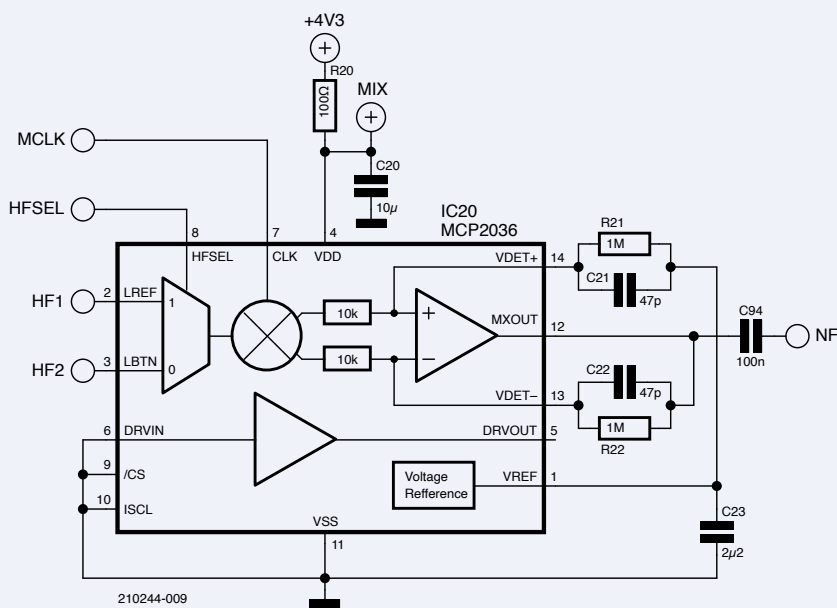 +4V3
R20
100Ω
MIX
MCLK
C20
10µ
HFSEL
IC20
MCP2036
8
7
4
HFSEL
CLK
VDD
VDET+
14
R21
1M
C21
47p
HF1
2
LREF
1
10k
+
MXOUT
12
C94
100n
NF
HF2
3
LBTN
0
10k
–
C22
47p
VDET–
13
1M
R22
6
DRVIN
DRVOUT
5
9
/CS
Voltage
Refference
VREF
1
10
ISCL
C23
2µ2
VSS
11
210244-009